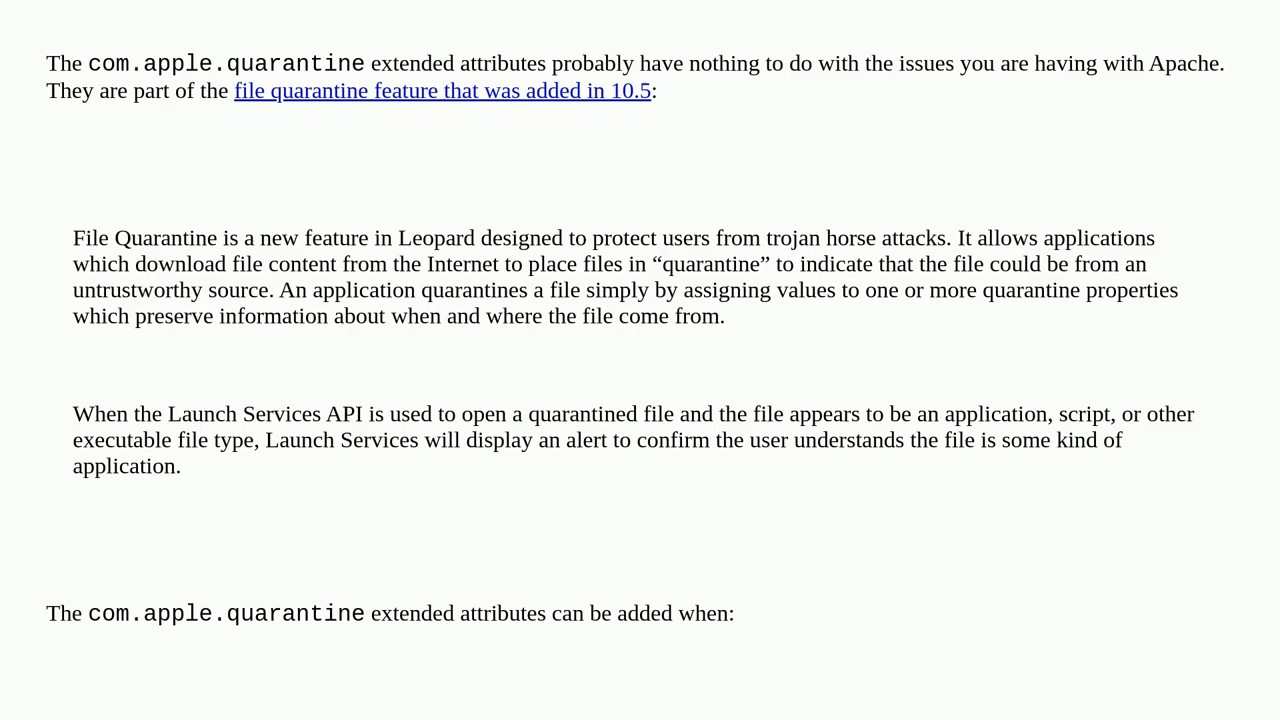 The com.apple.quarantine extended attributes probably have nothing to do with the issues you are having with Apache.
They are part of the file quarantine feature that was added in 10.5:
File Quarantine is a new feature in Leopard designed to protect users from trojan horse attacks. It allows applications
which download file content from the Internet to place files in “quarantine” to indicate that the file could be from an
untrustworthy source. An application quarantines a file simply by assigning values to one or more quarantine properties
which preserve information about when and where the file come from.
When the Launch Services API is used to open a quarantined file and the file appears to be an application, script, or other
executable file type, Launch Services will display an alert to confirm the user understands the file is some kind of
application.
The com.apple.quarantine extended attributes can be added when: